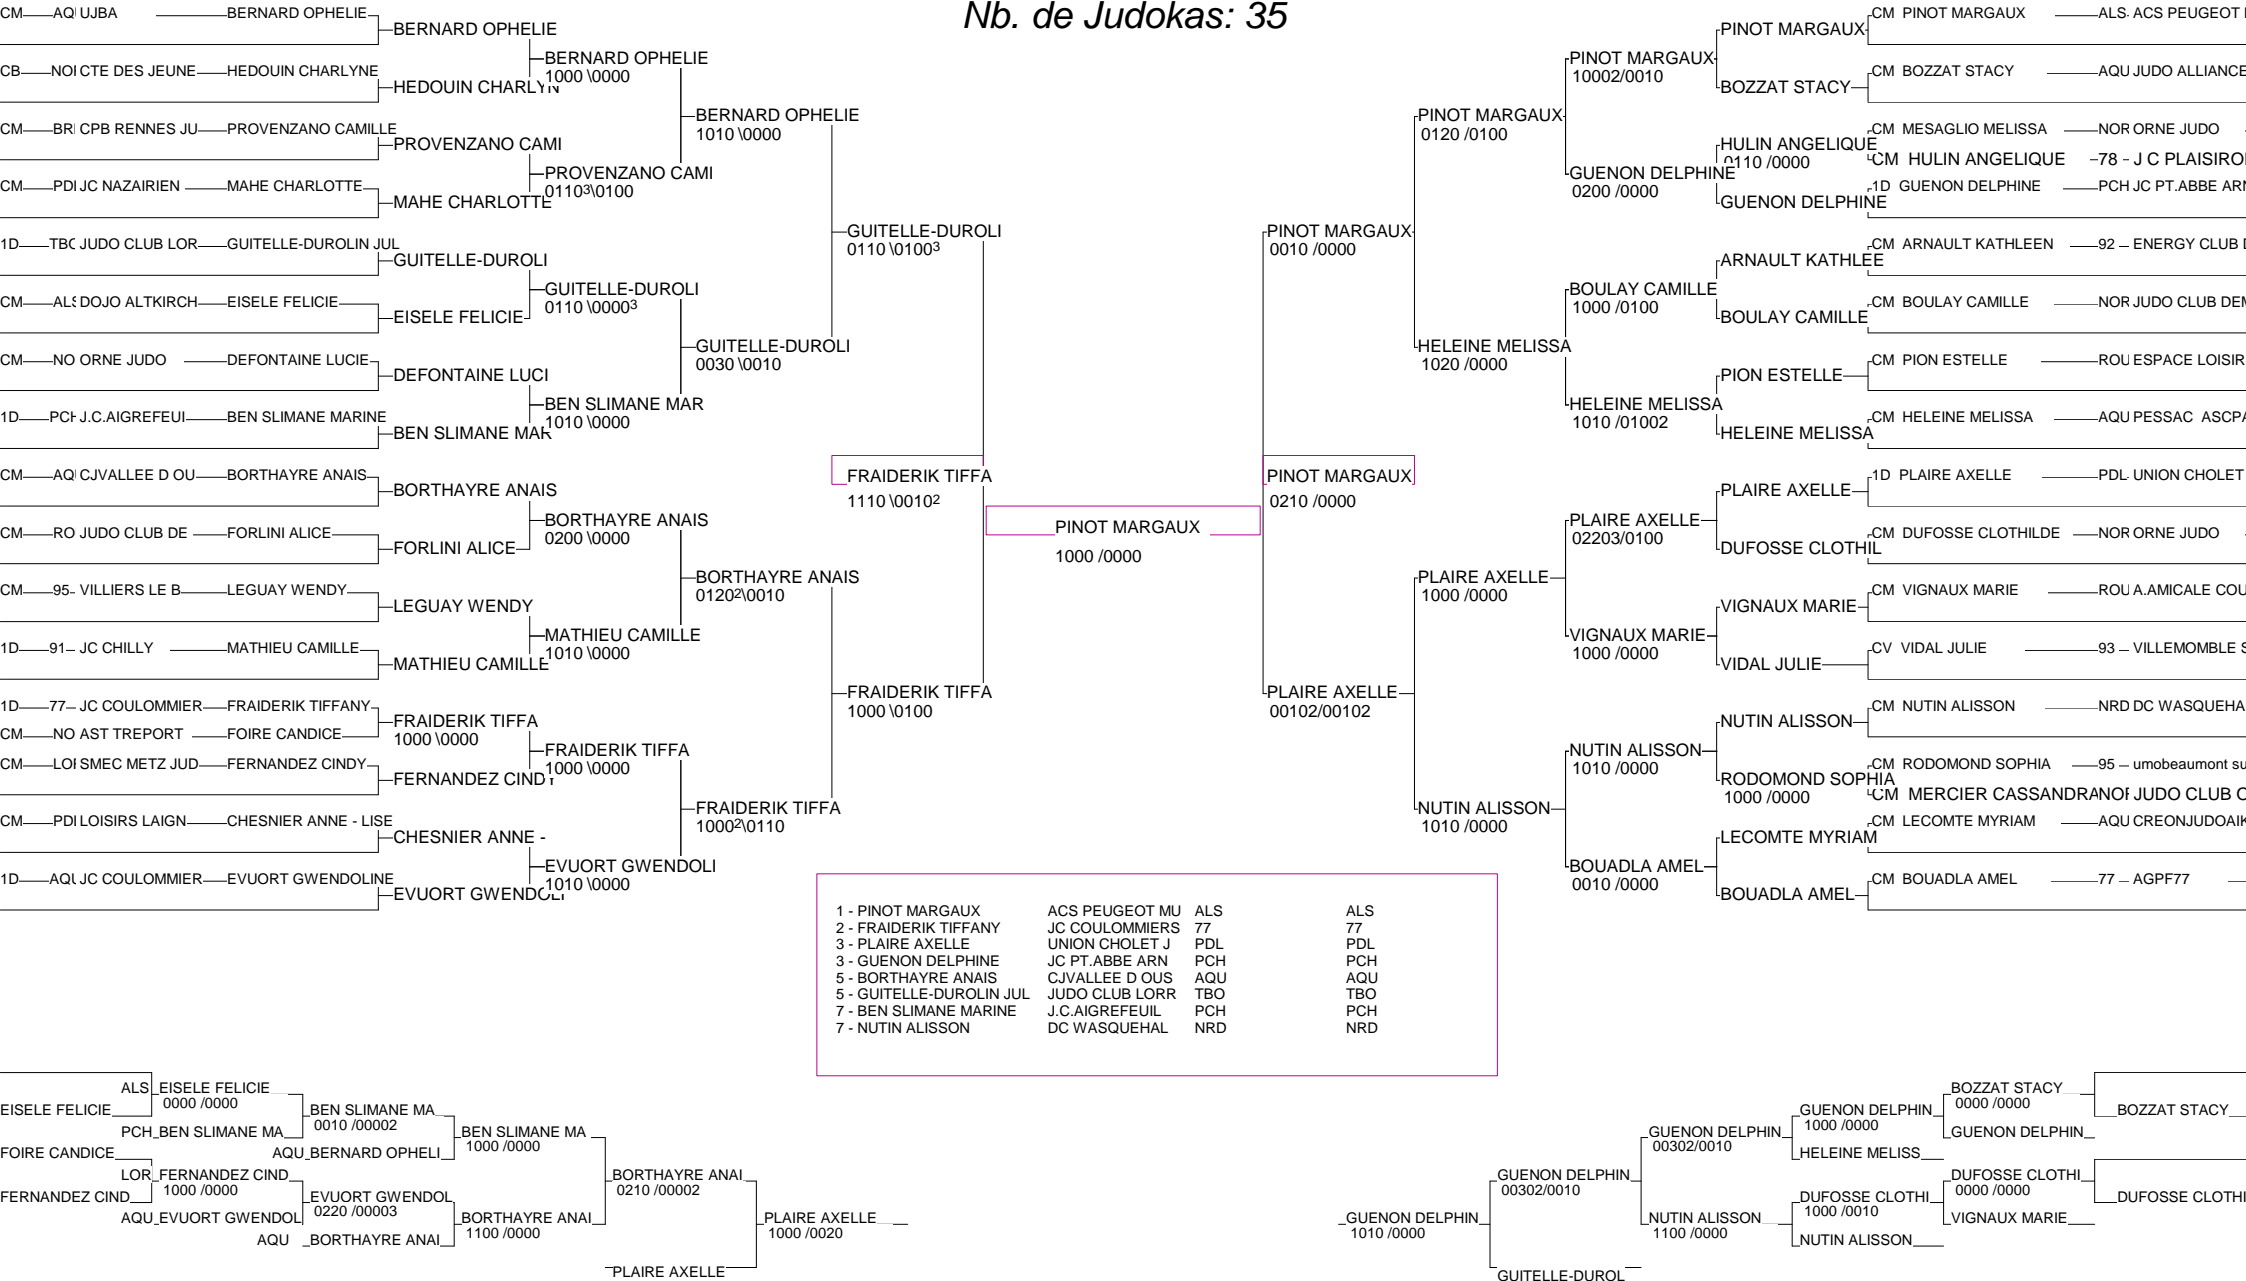 Nb. de Judokas: 35
CM AQ UJBA BERNARD OPHELIE
CB NOI CTE DES JEUNE HEDOUIN CHARLYNE
CM BRI CPB RENNES JU PROVENZANO CAMILLE
CM PDI JC NAZAIRIEN MAHE CHARLOTTE
1D TBC JUDO CLUB LOR GUITELLE-DUROLIN JUL
CM ALS DOJO ALTKIRCH EISELE FELICIE
CM NO ORNE JUDO DEFONTAINE LUCIE
1D PCH J.C.AIGREFEUI BEN SLIMANE MARINE
CM AQ CJVALLEE D OU BORTHAYRE ANAIS
CM RO JUDO CLUB DE FORLINI ALICE
CM 95 VILLIERS LE B LEGUAY WENDY
1D 91 JC CHILLY MATHIEU CAMILLE
1D 77 JC COULOMMIER FRAIDERIK TIFFANY
CM NO AST TREPORT FOIRE CANDICE
CM LOI SMEC METZ JUD FERNANDEZ CINDY
CM PDI LOISIRS LAIGN CHESNIER ANNE - LISE
1D AQU JC COULOMMIER EVUORT GWENDOLINE
BERNARD OPHELIE
HEDOUIN CHARLYN
PROVENZANO CAMI
MAHE CHARLOTTE
GUITELLE-DUROLI
EISELE FELICIE
DEFONTAINE LUCI
BEN SLIMANE MAR
BORTHAYRE ANAIS
FORLINI ALICE
LEGUAY WENDY
MATHIEU CAMILLE
FRAIDERIK TIFFA
1000 \0000
FERNANDEZ CINDY
CHESNIER ANNE -
EVUORT GWENDOLI
BERNARD OPHELIE
1000 \0000
PROVENZANO CAMI
0110³\0100
GUITELLE-DUROLI
0110 \0000³
BEN SLIMANE MAR
1010 \0000
BORTHAYRE ANAIS
0200 \0000
MATHIEU CAMILLE
1010 \0000
FRAIDERIK TIFFA
1000 \0000
EVUORT GWENDOLI
1010 \0000
BERNARD OPHELIE
1010 \0000
GUITELLE-DUROLI
0030 \0010
BORTHAYRE ANAIS
0120²\0010
FRAIDERIK TIFFA
1000²\0110
GUITELLE-DUROLI
0110 \0100³
FRAIDERIK TIFFA
1000 \0100
FRAIDERIK TIFFA
1110 \0010²
PINOT MARGAUX
1000 /0000
PINOT MARGAUX
0210 /0000
PINOT MARGAUX
0010 /0000
PLAIRE AXELLE
00102/00102
PINOT MARGAUX
0120 /0100
HELEINE MELISSA
1020 /0000
PLAIRE AXELLE
1000 /0000
NUTIN ALISSON
1010 /0000
PINOT MARGAUX
10002/0010
GUENON DELPHINE
0200 /0000
BOULAY CAMILLE
1000 /0100
HELEINE MELISSA
1010 /01002
PLAIRE AXELLE
02203/0100
VIGNAUX MARIE
1000 /0000
NUTIN ALISSON
1010 /0000
BOUADLA AMEL
0010 /0000
PINOT MARGAUX
BOZZAT STACY
HULIN ANGELIQUE
0110 /0000
GUENON DELPHINE
ARNAULT KATHLEE
BOULAY CAMILLE
PION ESTELLE
HELEINE MELISSA
PLAIRE AXELLE
DUFOSSE CLOTHIL
VIGNAUX MARIE
VIDAL JULIE
NUTIN ALISSON
RODOMOND SOPHIA
1000 /0000
LECOMTE MYRIAM
BOUADLA AMEL
CM PINOT MARGAUX ALS ACS PEUGEOT
CM BOZZAT STACY AQU JUDO ALLIANCE
CM MESAGLIO MELISSA NOR ORNE JUDO
CM HULIN ANGELIQUE 78 J C PLAISIRO
1D GUENON DELPHINE PCH JC PT.ABBE ARN
CM ARNAULT KATHLEEN 92 ENERGY CLUB
CM BOULAY CAMILLE NOR JUDO CLUB DEM
CM PION ESTELLE ROU ESPACE LOISIR
CM HELEINE MELISSA AQU PESSAC ASCPA
1D PLAIRE AXELLE PDL UNION CHOLET
CM DUFOSSE CLOTHILDE NOR ORNE JUDO
CM VIGNAUX MARIE ROU A.AMICALE COU
CV VIDAL JULIE 93 VILLEMOMBLE S
CM NUTIN ALISSON NRD DC WASQUEHA
CM RODOMOND SOPHIA 95 umobeaumont su
CM MERCIER CASSANDRA NOR JUDO CLUB
CM LECOMTE MYRIAM AQU CREONJUDOAIK
CM BOUADLA AMEL 77 AGPF77
1 - PINOT MARGAUX ACS PEUGEOT MU ALS ALS
2 - FRAIDERIK TIFFANY JC COULOMMIERS 77 77
3 - PLAIRE AXELLE UNION CHOLET J PDL PDL
3 - GUENON DELPHINE JC PT.ABBE ARN PCH PCH
5 - BORTHAYRE ANAIS CJVALLEE D OUS AQU AQU
5 - GUITELLE-DUROLIN JUL JUDO CLUB LORR TBO TBO
7 - BEN SLIMANE MARINE J.C.AIGREFEUIL PCH PCH
7 - NUTIN ALISSON DC WASQUEHAL NRD NRD
EISELE FELICIE
FOIRE CANDICE
FERNANDEZ CIND
ALS EISELE FELICIE
0000 /0000
PCH BEN SLIMANE MA
LOR FERNANDEZ CIND
1000 /0000
AQU EVUORT GWENDOL
BEN SLIMANE MA
0010 /00002
AQU BERNARD OPHELI
EVUORT GWENDOL
0220 /00003
AQU BORTHAYRE ANAI
BEN SLIMANE MA
1000 /0000
BORTHAYRE ANAI
1100 /0000
BORTHAYRE ANAI
0210 /00002
PLAIRE AXELLE
PLAIRE AXELLE
1000 /0020
GUENON DELPHIN
1010 /0000
GUENON DELPHIN
00302/0010
GUITELLE-DUROL
GUENON DELPHIN
00302/0010
NUTIN ALISSON
1100 /0000
GUENON DELPHIN
1000 /0000
HELEINE MELISS
DUFOSSE CLOTHI
1000 /0010
NUTIN ALISSON
BOZZAT STACY
0000 /0000
GUENON DELPHIN
DUFOSSE CLOTHI
0000 /0000
VIGNAUX MARIE
BOZZAT STACY
DUFOSSE CLOTHI